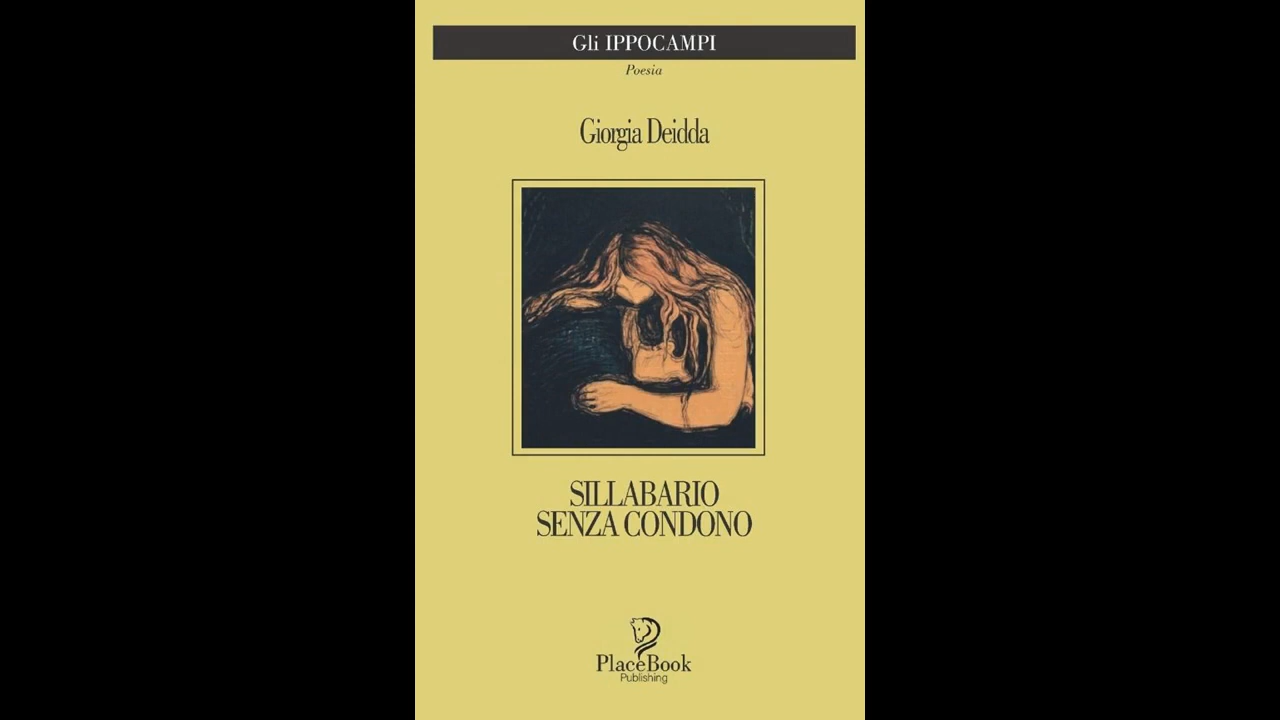 Gli IPPOCAMPI
Poesia
Giorgia Deidda
SILLABARIO
SENZA CONDONO
PlaceBook
Publishing